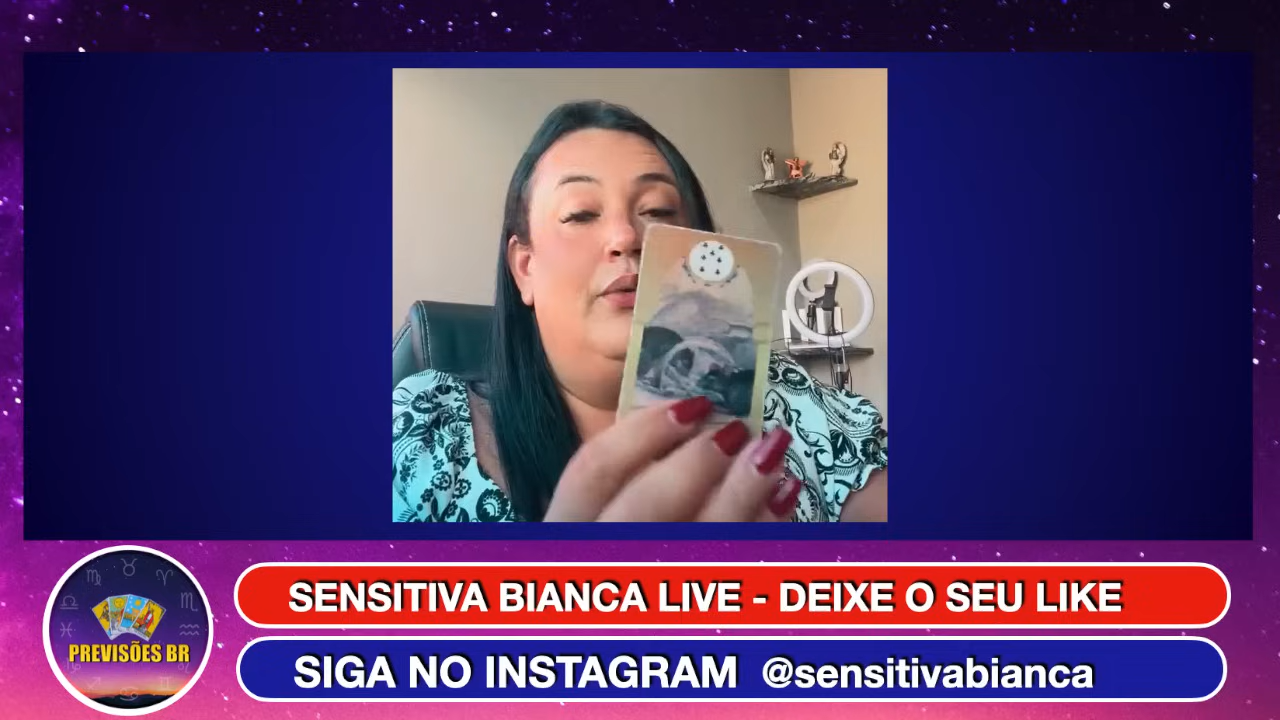 SENSITIVA BIANCA LIVE - DEIXE O SEU LIKE
PREVISÕES BR
SIGA NO INSTAGRAM @sensitivabianca